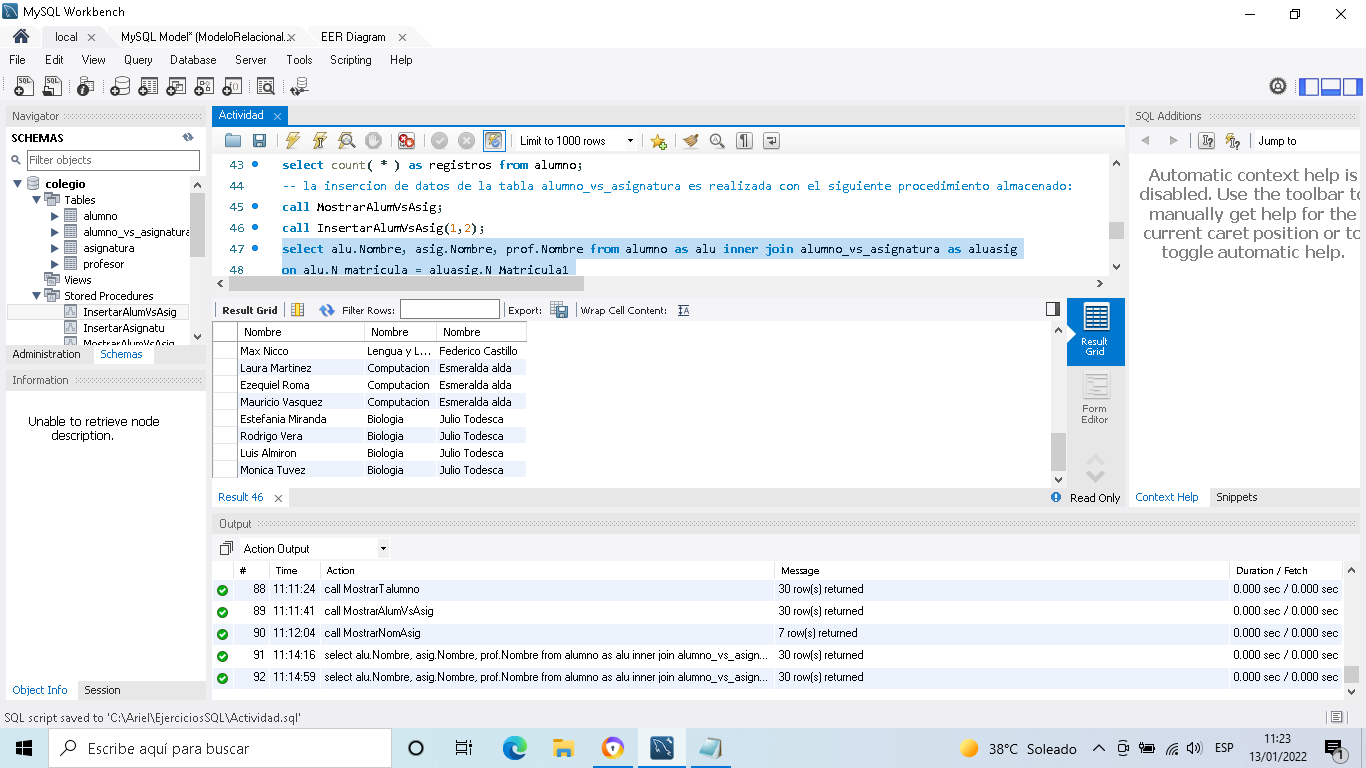 MySQL Workbench
local
MySQL Model* (ModeloRelacional.
EER Diagram
File Edit View Query Database Server Tools Scripting Help
Navigator
SCHEMAS
Filter objects
colegio
Tables
alumno
alumno_vs_asignatura
asignatura
profesor
Views
Stored Procedures
InsertarAlumVsAsig
InsertarAsignatu
MostrarAlumVsAsig
Administration Schemas
Information
Unable to retrieve node
description.
Object Info Session
Actividad
Limit to 1000 rows
43 select count( * ) as registros from alumno;
44 -- la insercion de datos de la tabla alumno_vs_asignatura es realizada con el siguiente procedimiento almacenado:
45 call MostrarAlumVsAsig;
46 call InsertarAlumVsAsig(1,2);
47 select alu.Nombre, asig.Nombre, prof.Nombre from alumno as alu inner join alumno_vs_asignatura as aluasig
48 on alu.N_matricula = aluasig.N_Matricula1
Result Grid Filter Rows: Export: Wrap Cell Content:
Nombre Nombre Nombre
Max Nicco Lengua y L... Federico Castillo
Laura Martinez Computacion Esmeralda alda
Ezequiel Roma Computacion Esmeralda alda
Mauricio Vasquez Computacion Esmeralda alda
Estefania Miranda Biologia Julio Todesca
Rodrigo Vera Biologia Julio Todesca
Luis Almiron Biologia Julio Todesca
Monica Tuvez Biologia Julio Todesca
Result
Grid
Form
Editor
Result 46
Read Only
SQL Additions
Jump to
Automatic context help is
disabled. Use the toolbar to
manually get help for the
current caret position or to
toggle automatic help.
Context Help Snippets
Output
Action Output
# Time Action Message Duration / Fetch
88 11:11:24 call MostrarTalumno 30 row(s) returned 0.000 sec / 0.000 sec
89 11:11:41 call MostrarAlumVsAsig 30 row(s) returned 0.000 sec / 0.000 sec
90 11:12:04 call MostrarNomAsig 7 row(s) returned 0.000 sec / 0.000 sec
91 11:14:16 select alu.Nombre, asig.Nombre, prof.Nombre from alumno as alu inner join alumno_vs_asign... 30 row(s) returned 0.000 sec / 0.000 sec
92 11:14:59 select alu.Nombre, asig.Nombre, prof.Nombre from alumno as alu inner join alumno_vs_asign... 30 row(s) returned 0.000 sec / 0.000 sec
SQL script saved to 'C:\Ariel\EjerciciosSQL\Actividad.sql'
Escribe aquí para buscar
38°C Soleado
ESP
11:23
13/01/2022
1